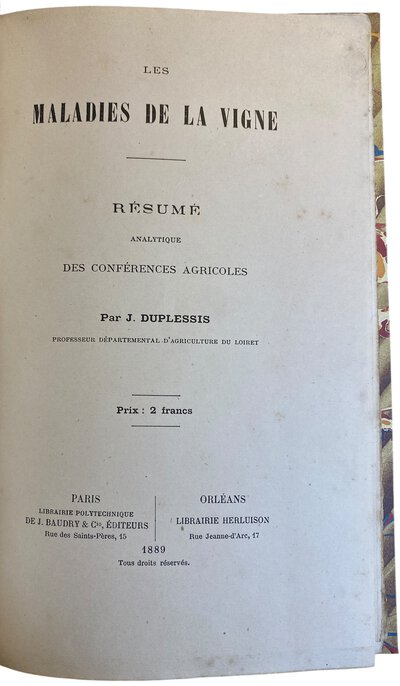 LES
MALADIES DE LA VIGNE
RÉSUMÉ
ANALYTIQUE
DES CONFÉRENCES AGRICOLES
Par J. DUPLESSIS
PROFESSEUR DÉPARTEMENTAL D'AGRICULTURE DU LOIRET
Prix : 2 francs
PARIS
LIBRAIRIE POLYTECHNIQUE
DE J. BAUDRY & Cie, ÉDITEURS
Rue des Saints-Pères, 15
ORLÉANS
LIBRAIRIE HERLUISON
Rue Jeanne-d'Arc, 17
1889
Tous droits réservés.